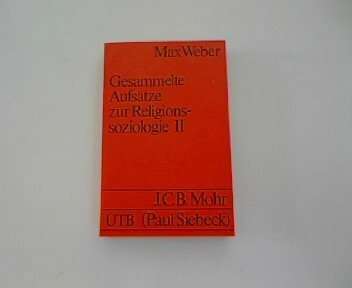 Max Weber
Gesammelte
Aufsätze
zur Religions-
soziologie II
J.C.B. Mohr
UTB (Paul Siebeck)